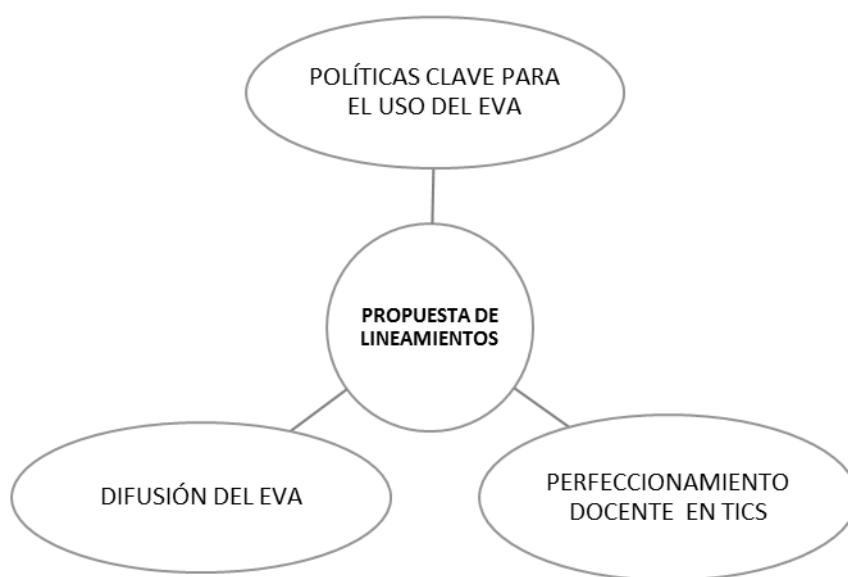 POLÍTICAS CLAVE PARA
EL USO DEL EVA
PROPUESTA DE
LINEAMIENTOS
DIFUSIÓN DEL EVA
PERFECCIONAMIENTO
DOCENTE EN TICS